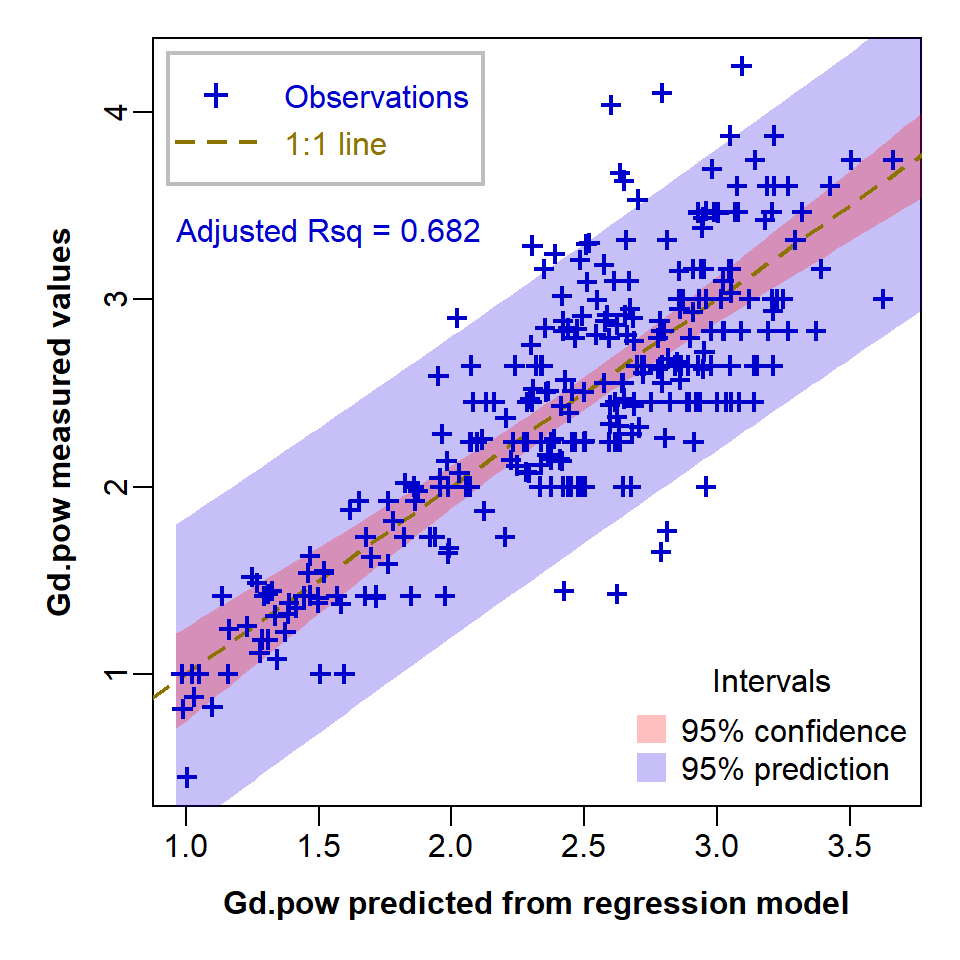 Observations
1:1 line
Adjusted Rsq = 0.682
4
3
2
1
Gd.pow measured values
Intervals
95% confidence
95% prediction
1.0 1.5 2.0 2.5 3.0 3.5
Gd.pow predicted from regression model